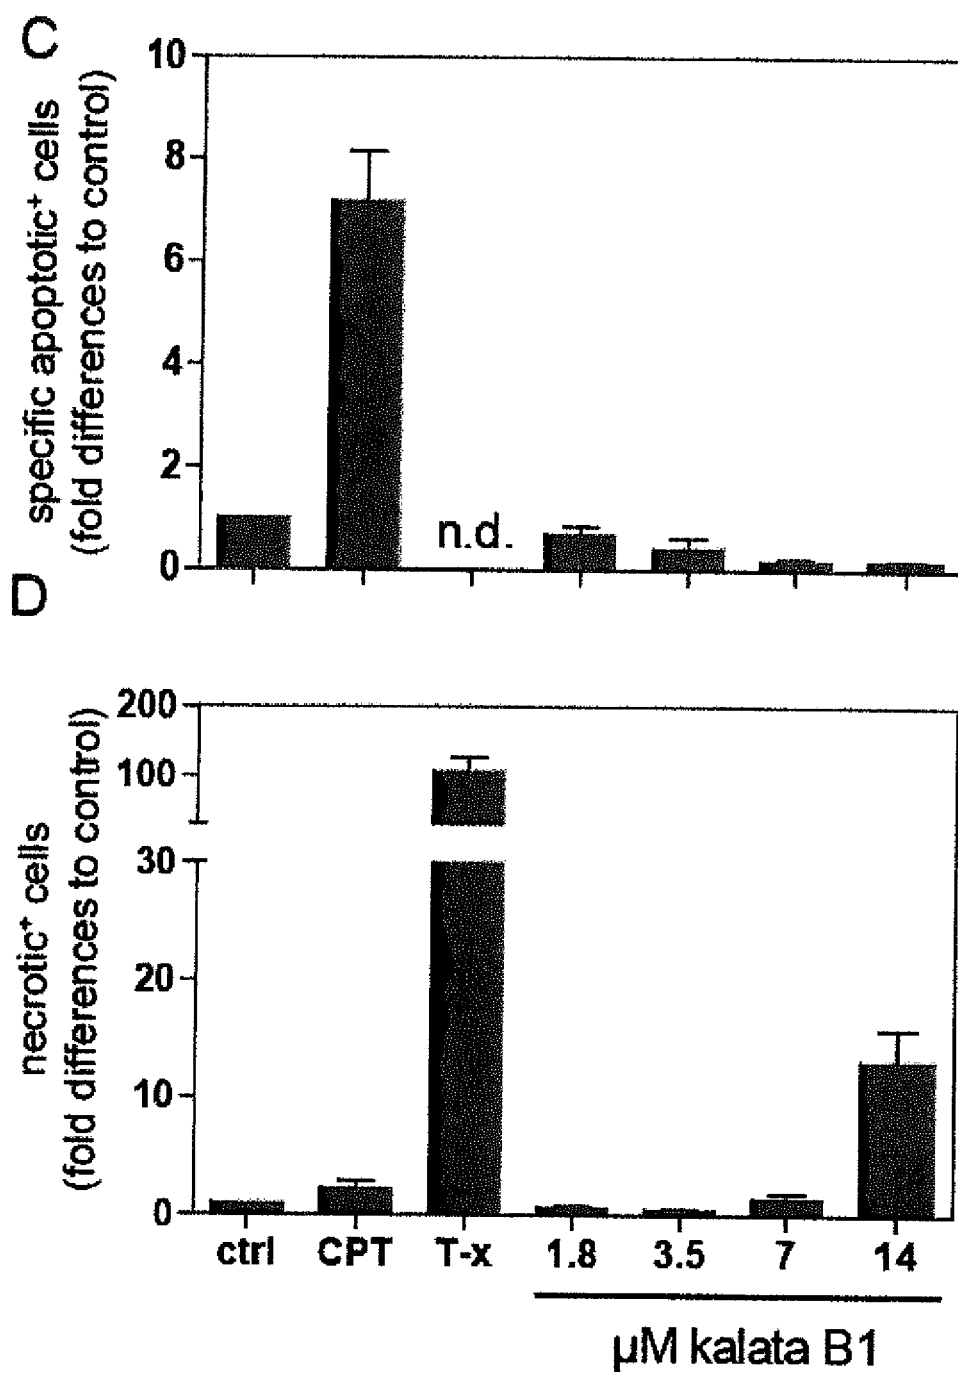 C
specific apoptotic⁺ cells
(fold differences to control)
10
8
6
4
2
0
n.d.
D
necrotic⁺ cells
(fold differences to control)
200
100
30
20
10
0
ctrl CPT T-x 1.8 3.5 7 14
µM kalata B1